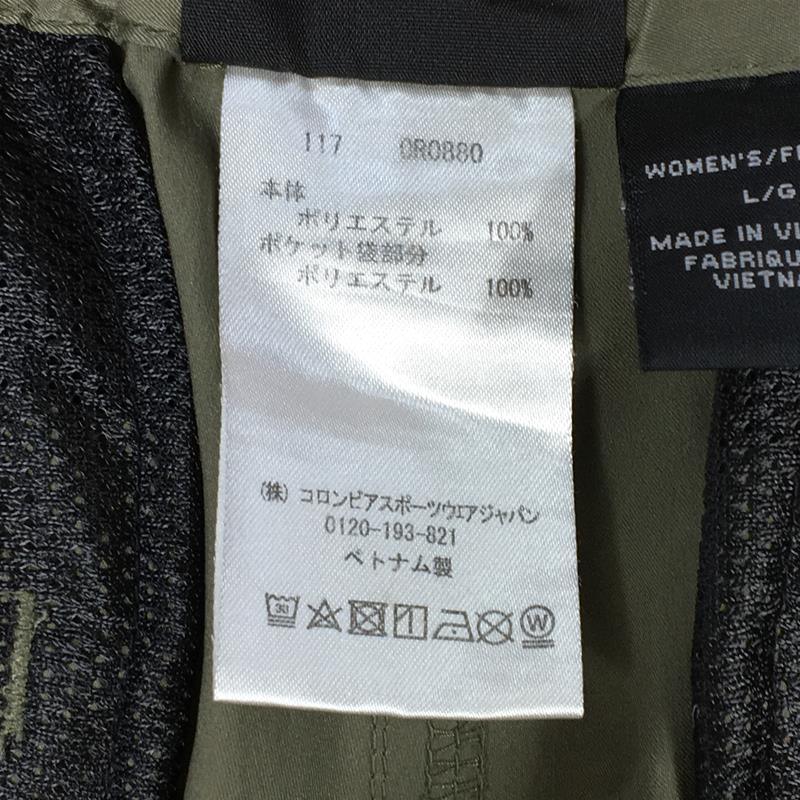 117 OR0880
本体
ポリエステル 100%
ポケット袋部分
ポリエステル 100%
(株) コロンビアスポーツウエアジャパン
0120-193-821
ベトナム製
30
W
WOMEN'S/
L/G
MADE IN
FABRIQU
VIETNA